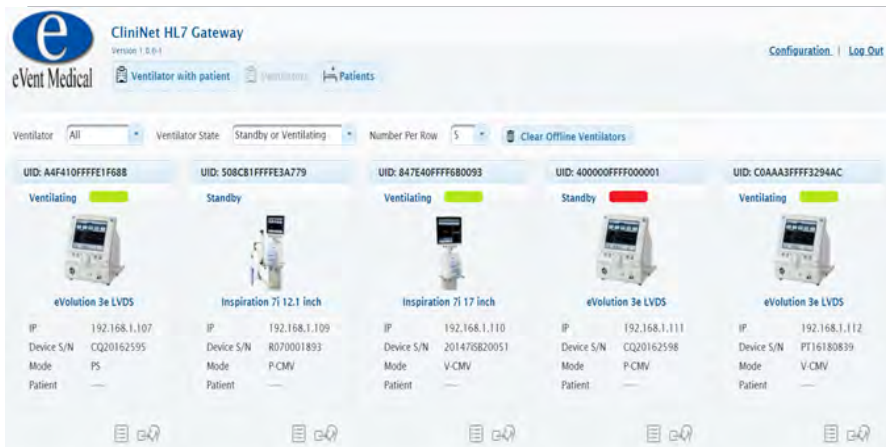 e
eVent Medical
CliniNet HL7 Gateway
Version 1.0.0-1
Configuration | Log Out
Ventilator with patient Ventilators Patients
Ventilator All Ventilator State Standby or Ventilating Number Per Row 5 Clear Offline Ventilators
UID: A4F410FFFFE1F688 UID: 508CB1FFFFE3A779 UID: 847E40FFFF6B0093 UID: 400000FFFF000001 UID: C0AAA3FFFF3294AC
Ventilating Standby Ventilating Standby Ventilating
eVolution 3e LVDS Inspiration 7i 12.1 inch Inspiration 7i 17 inch eVolution 3e LVDS eVolution 3e LVDS
IP 192.168.1.107 IP 192.168.1.109 IP 192.168.1.110 IP 192.168.1.111 IP 192.168.1.112
Device S/N CQ20162595 Device S/N R070001893 Device S/N 20147iSB20051 Device S/N CQ20162598 Device S/N PT16180839
Mode PS Mode P-CMV Mode V-CMV Mode P-CMV Mode V-CMV
Patient ---- Patient ---- Patient ---- Patient ---- Patient ----